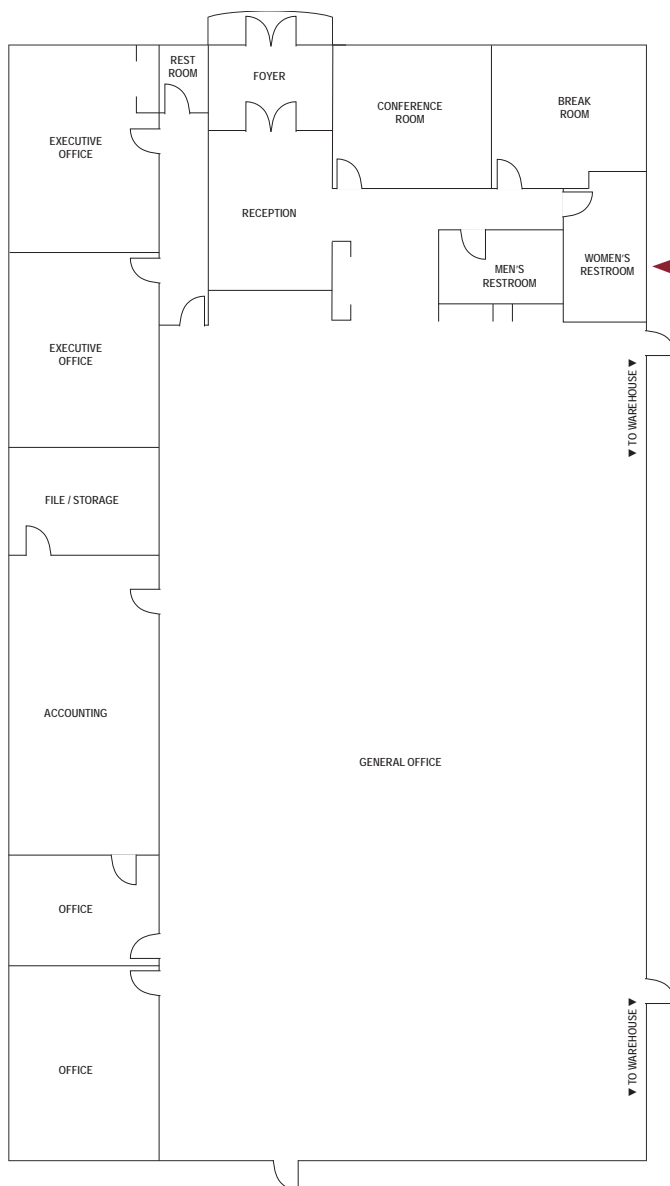 REST
ROOM
FOYER
CONFERENCE
ROOM
BREAK
ROOM
EXECUTIVE
OFFICE
RECEPTION
MEN'S
RESTROOM
WOMEN'S
RESTROOM
EXECUTIVE
OFFICE
▼ TO WAREHOUSE ▼
FILE / STORAGE
ACCOUNTING
GENERAL OFFICE
OFFICE
▼ TO WAREHOUSE ▼
OFFICE